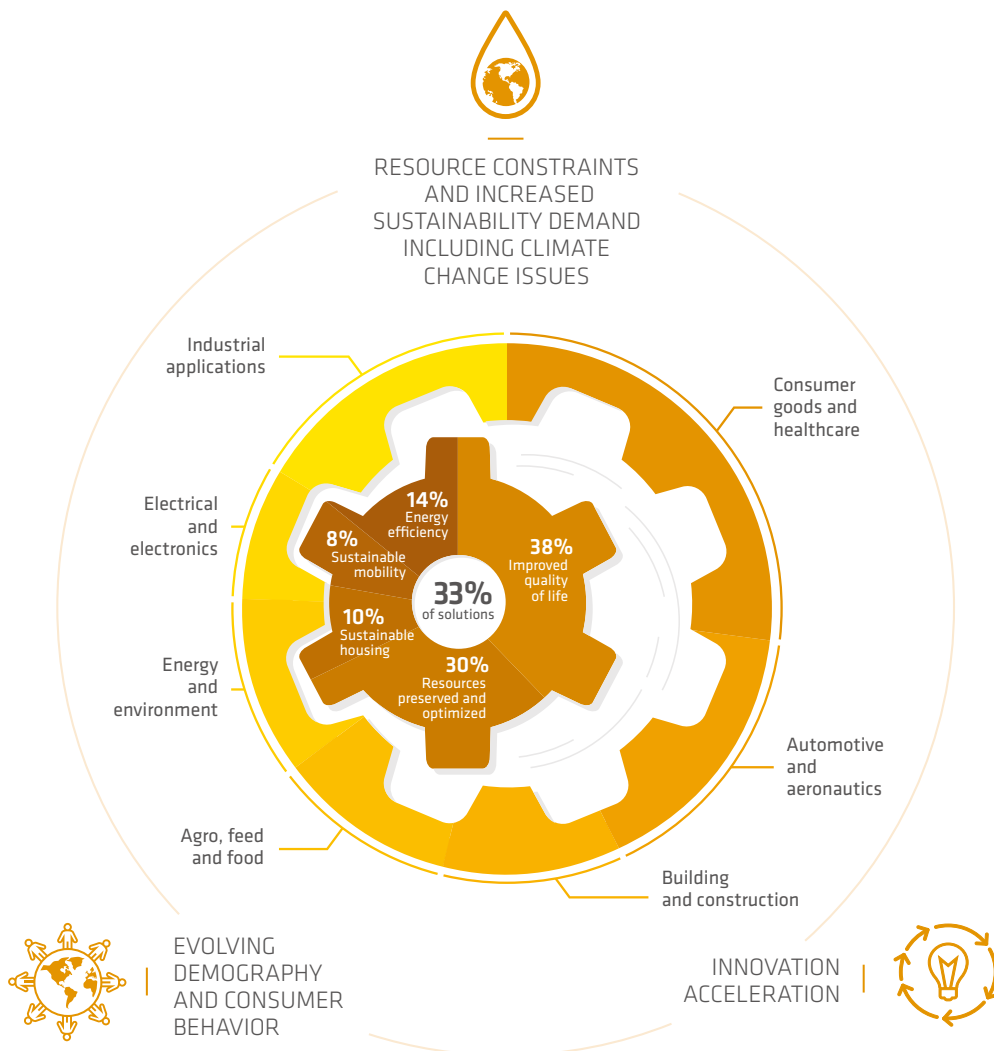 RESOURCE CONSTRAINTS
AND INCREASED
SUSTAINABILITY DEMAND
INCLUDING CLIMATE
CHANGE ISSUES
Industrial
applications
Consumer
goods and
healthcare
Electrical
and
electronics
14%
Energy
efficiency
8%
Sustainable
mobility
38%
Improved
quality
of life
33%
of solutions
10%
Sustainable
housing
30%
Resources
preserved and
optimized
Energy
and
environment
Automotive
and
aeronautics
Agro, feed
and food
Building
and construction
EVOLVING
DEMOGRAPHY
AND CONSUMER
BEHAVIOR
INNOVATION
ACCELERATION